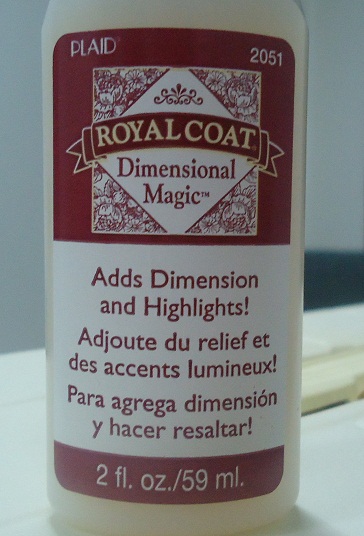 PLAID 2051
ROYAL COAT®
Dimensional
Magic™
Adds Dimension
and Highlights!
Adjoute du relief et
des accents lumineux!
Para agrega dimensión
y hacer resaltar!
2 fl. oz./59 ml.